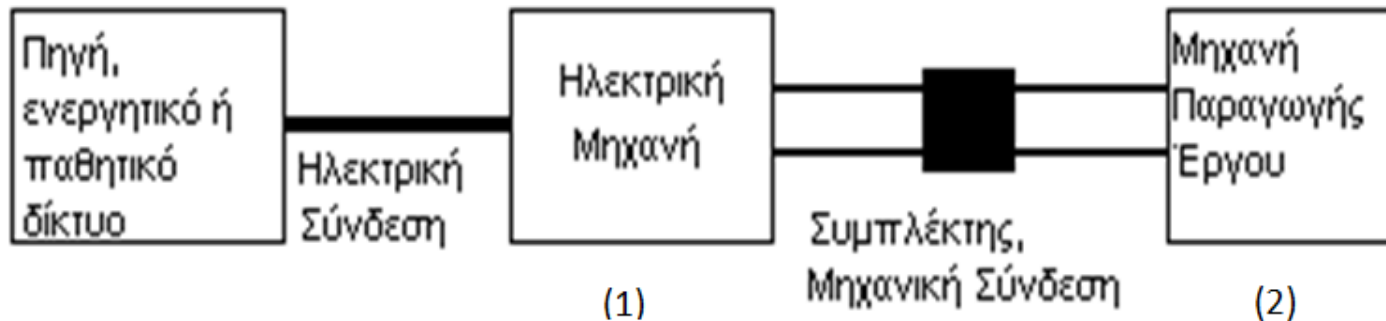 Πηγή,
ενεργητικό ή
παθητικό
δίκτυο
Ηλεκτρική
Σύνδεση
Ηλεκτρική
Μηχανή
Συμπλέκτης,
Μηχανική Σύνδεση
Μηχανή
Παραγωγής
Έργου
(1)
(2)